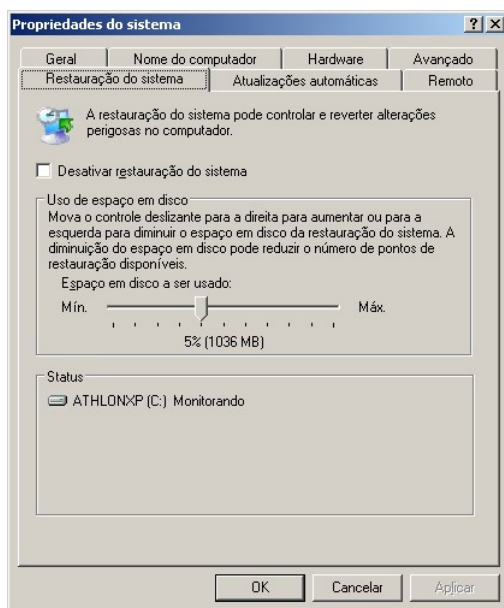 Propriedades do sistema
Geral
Nome do computador
Hardware
Avançado
Restauração do sistema
Atualizações automáticas
Remoto
A restauração do sistema pode controlar e reverter alterações
perigosas no computador.
Desativar restauração do sistema
Uso de espaço em disco
Mova o controle deslizante para a direita para aumentar ou para a
esquerda para diminuir o espaço em disco da restauração do sistema. A
diminuição do espaço em disco pode reduzir o número de pontos de
restauração disponíveis.
Espaço em disco a ser usado:
Mín.
Máx.
5% (1036 MB)
Status
ATHLONXP (C:) Monitorando
OK
Cancelar
Aplicar